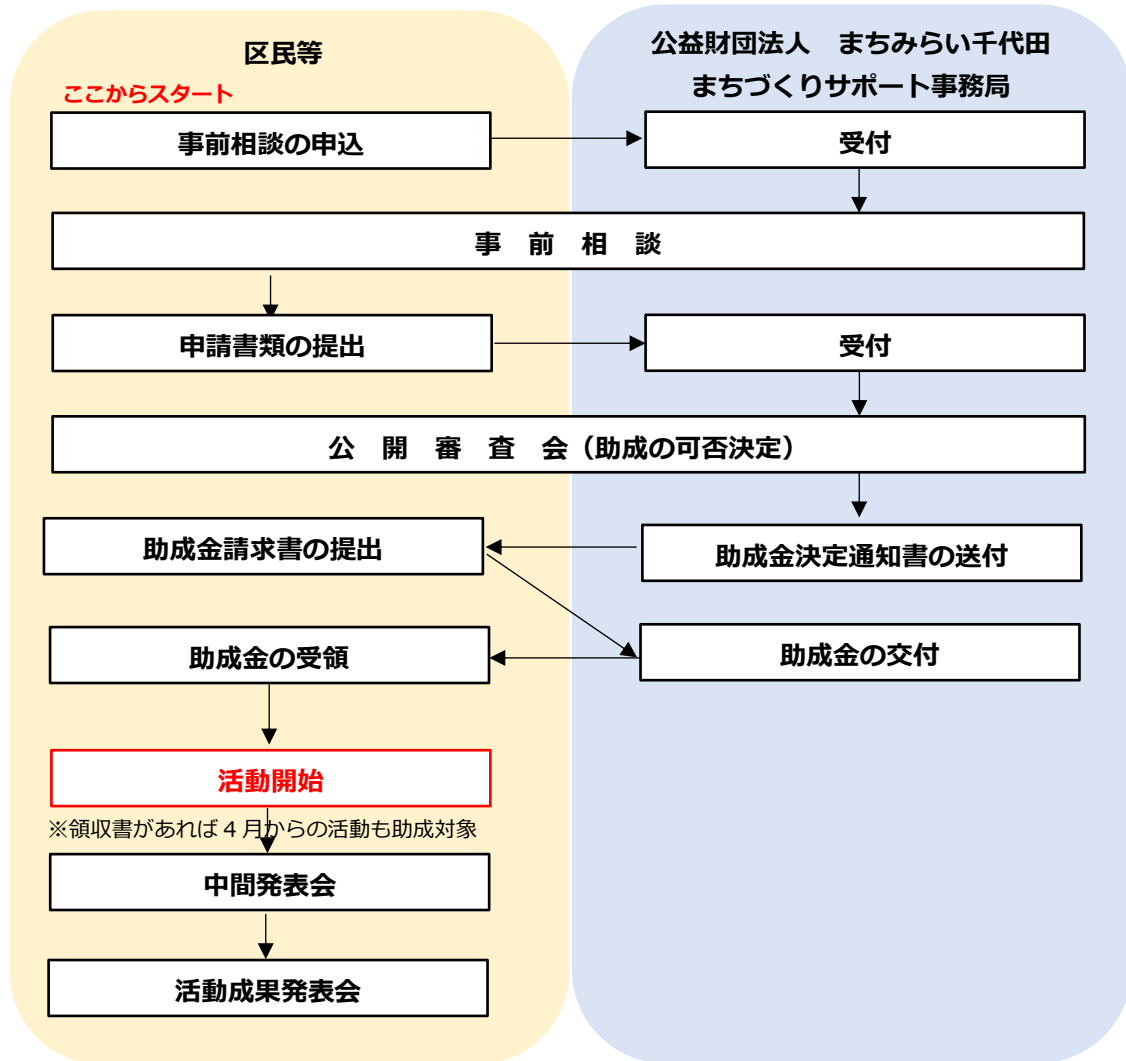 区民等
公益財団法人　まちみらい千代田
まちづくりサポート事務局
ここからスタート
事前相談の申込
受付
事　前　相　談
申請書類の提出
受付
公　開　審　査　会（助成の可否決定）
助成金請求書の提出
助成金決定通知書の送付
助成金の受領
助成金の交付
活動開始
※領収書があれば４月からの活動も助成対象
中間発表会
活動成果発表会